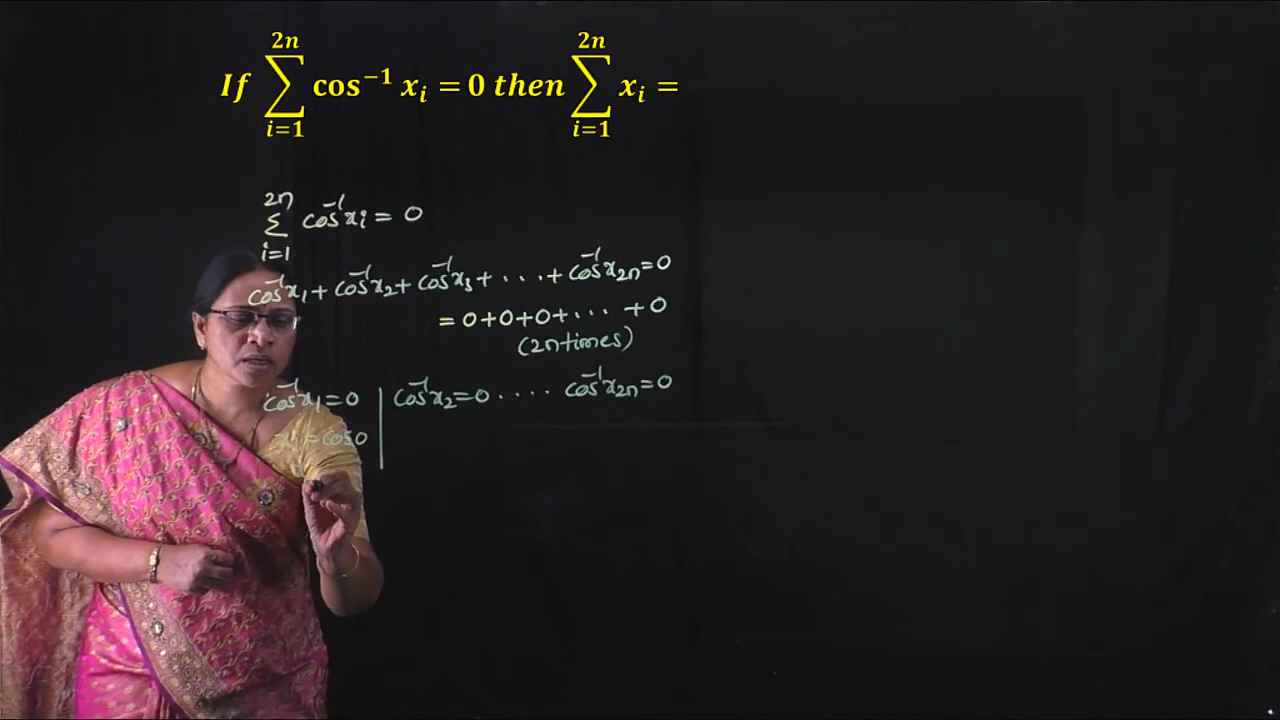 If ∑_{i=1}^{2n} cos⁻¹ xᵢ = 0 then ∑_{i=1}^{2n} xᵢ =
∑_{i=1}^{2n} cos⁻¹xᵢ = 0
cos⁻¹x₁ + cos⁻¹x₂ + cos⁻¹x₃ + . . . + cos⁻¹x₂ₙ = 0
= 0+0+0+ . . . + 0
(2n times)
cos⁻¹x₁ = 0 | cos⁻¹x₂ = 0 . . . . cos⁻¹x₂ₙ = 0
x₁ = cos 0